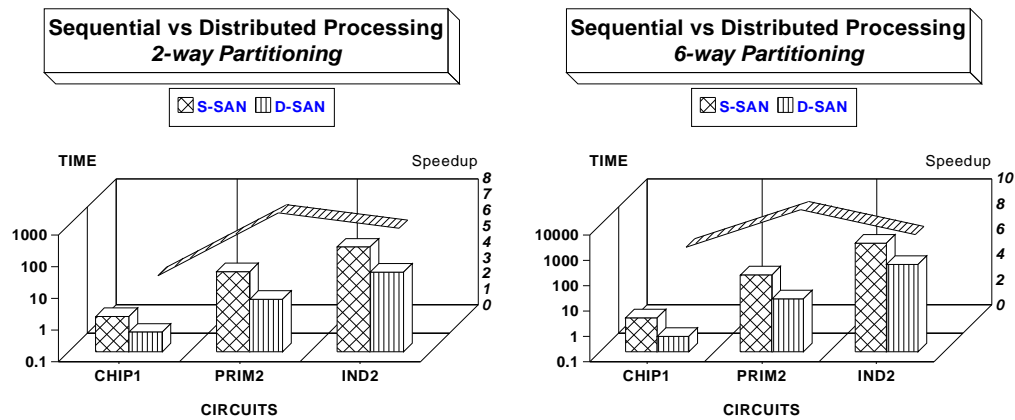 Sequential vs Distributed Processing
2-way Partitioning
S-SAN D-SAN
TIME
Speedup
8
7
6
5
4
3
2
1
0
1000
100
10
1
0.1
CHIP1 PRIM2 IND2
CIRCUITS
Sequential vs Distributed Processing
6-way Partitioning
S-SAN D-SAN
TIME
Speedup
10
8
6
4
2
0
10000
1000
100
10
1
0.1
CHIP1 PRIM2 IND2
CIRCUITS